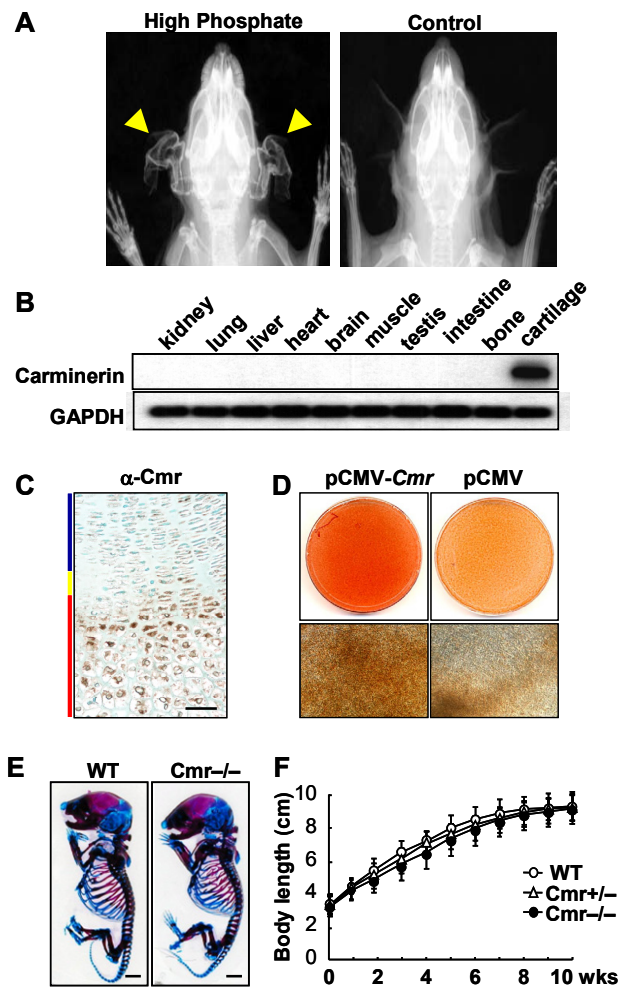 A
High Phosphate
Control
B
kidney
lung
liver
heart
brain
muscle
testis
intestine
bone
cartilage
Carminerin
GAPDH
C
α-Cmr
D
pCMV-Cmr
pCMV
E
WT
Cmr–/–
F
Body length (cm)
10
8
6
4
2
0
WT
Cmr+/–
Cmr–/–
0 2 4 6 8 10 wks